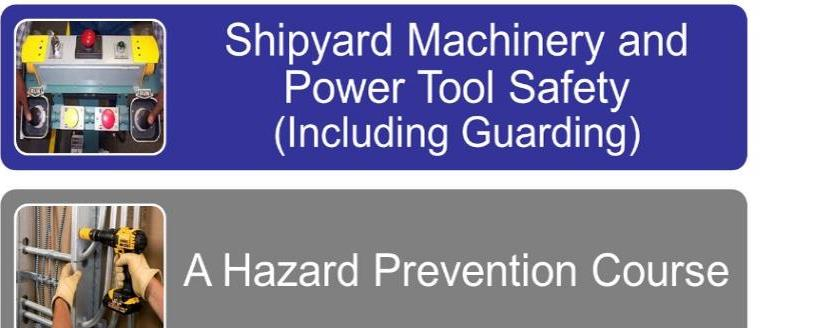 Shipyard Machinery and
Power Tool Safety
(Including Guarding)
A Hazard Prevention Course